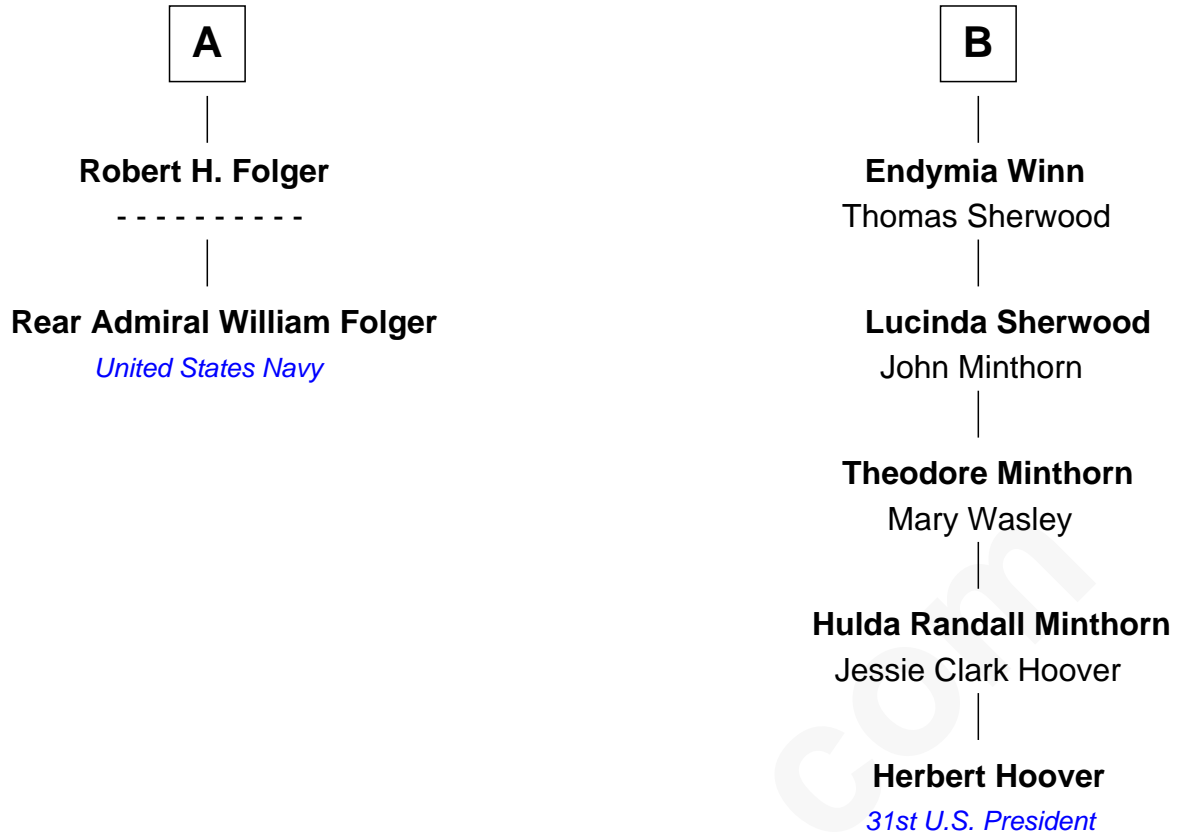 A
Robert H. Folger
- - - - - - - - - -
Rear Admiral William Folger
United States Navy
B
Endymia Winn
Thomas Sherwood
Lucinda Sherwood
John Minthorn
Theodore Minthorn
Mary Wasley
Hulda Randall Minthorn
Jessie Clark Hoover
Herbert Hoover
31st U.S. President
com